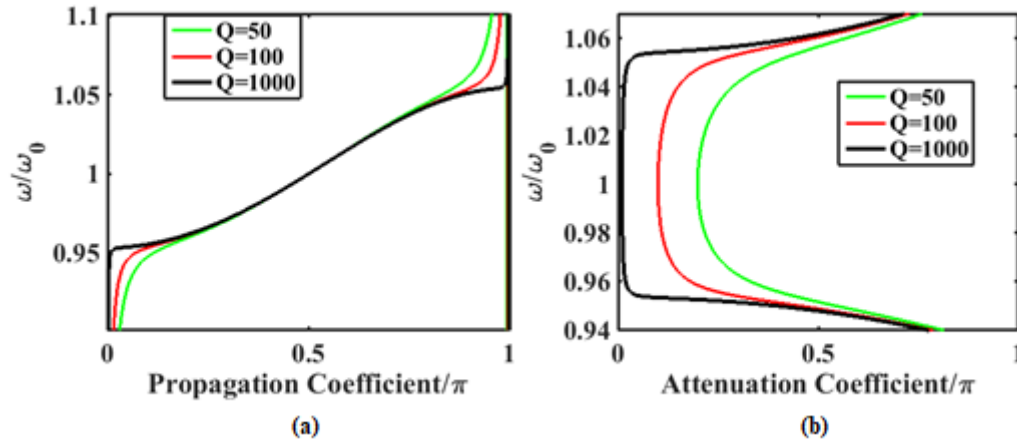 1.1
1.05
1
0.95
ω/ω0
Q=50
Q=100
Q=1000
0
0.5
1
Propagation Coefficient/π
(a)
1.06
1.04
1.02
1
0.98
0.96
0.94
ω/ω0
Q=50
Q=100
Q=1000
0
0.5
1
Attenuation Coefficient/π
(b)